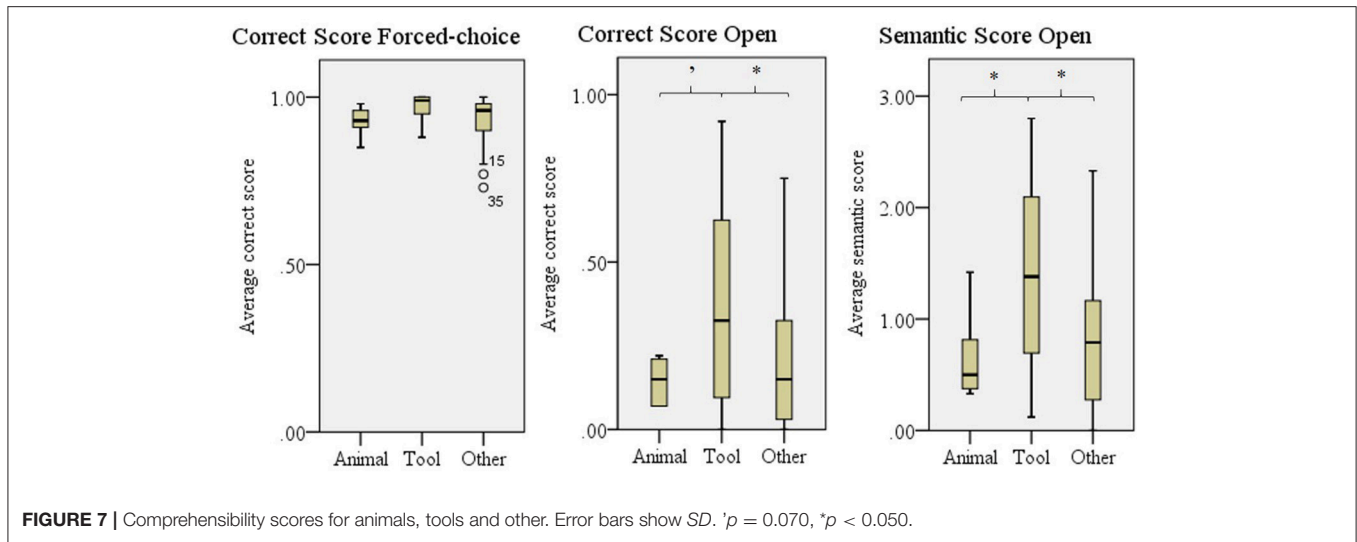 Correct Score Forced-choice
Average correct score
1.00
.50
.00
15
35
Animal Tool Other
Correct Score Open
Average correct score
1.00
.50
.00
’ *
Animal Tool Other
Semantic Score Open
Average semantic score
3.00
2.00
1.00
.00
* *
Animal Tool Other
FIGURE 7 | Comprehensibility scores for animals, tools and other. Error bars show SD. ’p = 0.070, *p < 0.050.